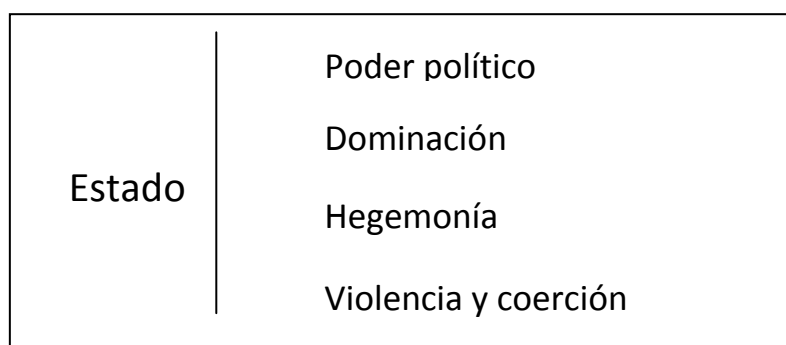 Estado
Poder político
Dominación
Hegemonía
Violencia y coerción